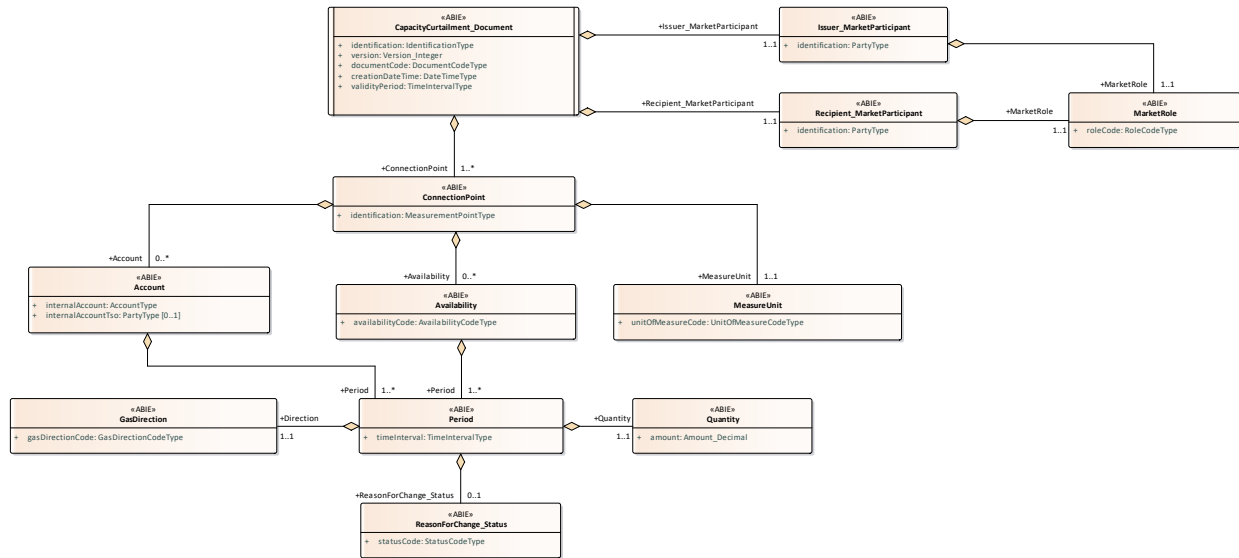 «ABIE»
CapacityCurtailment_Document
+ identification: IdentificationType
+ version: Version_Integer
+ documentCode: DocumentCodeType
+ creationDateTime: DateTimeType
+ validityPeriod: TimeIntervalType
+Issuer_MarketParticipant
1..1
«ABIE»
Issuer_MarketParticipant
+ identification: PartyType
+MarketRole
1..1
+Recipient_MarketParticipant
1..1
«ABIE»
Recipient_MarketParticipant
+ identification: PartyType
+MarketRole
1..1
«ABIE»
MarketRole
+ roleCode: RoleCodeType
+ConnectionPoint
1..*
«ABIE»
ConnectionPoint
+ identification: MeasurementPointType
+Account
0..*
+Availability
0..*
+MeasureUnit
1..1
«ABIE»
Account
+ internalAccount: AccountType
+ internalAccountTso: PartyType [0..1]
«ABIE»
Availability
+ availabilityCode: AvailabilityCodeType
«ABIE»
MeasureUnit
+ unitOfMeasureCode: UnitOfMeasureCodeType
+Period
1..*
+Period
1..*
«ABIE»
GasDirection
+ gasDirectionCode: GasDirectionCodeType
+Direction
1..1
«ABIE»
Period
+ timeInterval: TimeIntervalType
+Quantity
1..1
«ABIE»
Quantity
+ amount: Amount_Decimal
+ReasonForChange_Status
0..1
«ABIE»
ReasonForChange_Status
+ statusCode: StatusCodeType